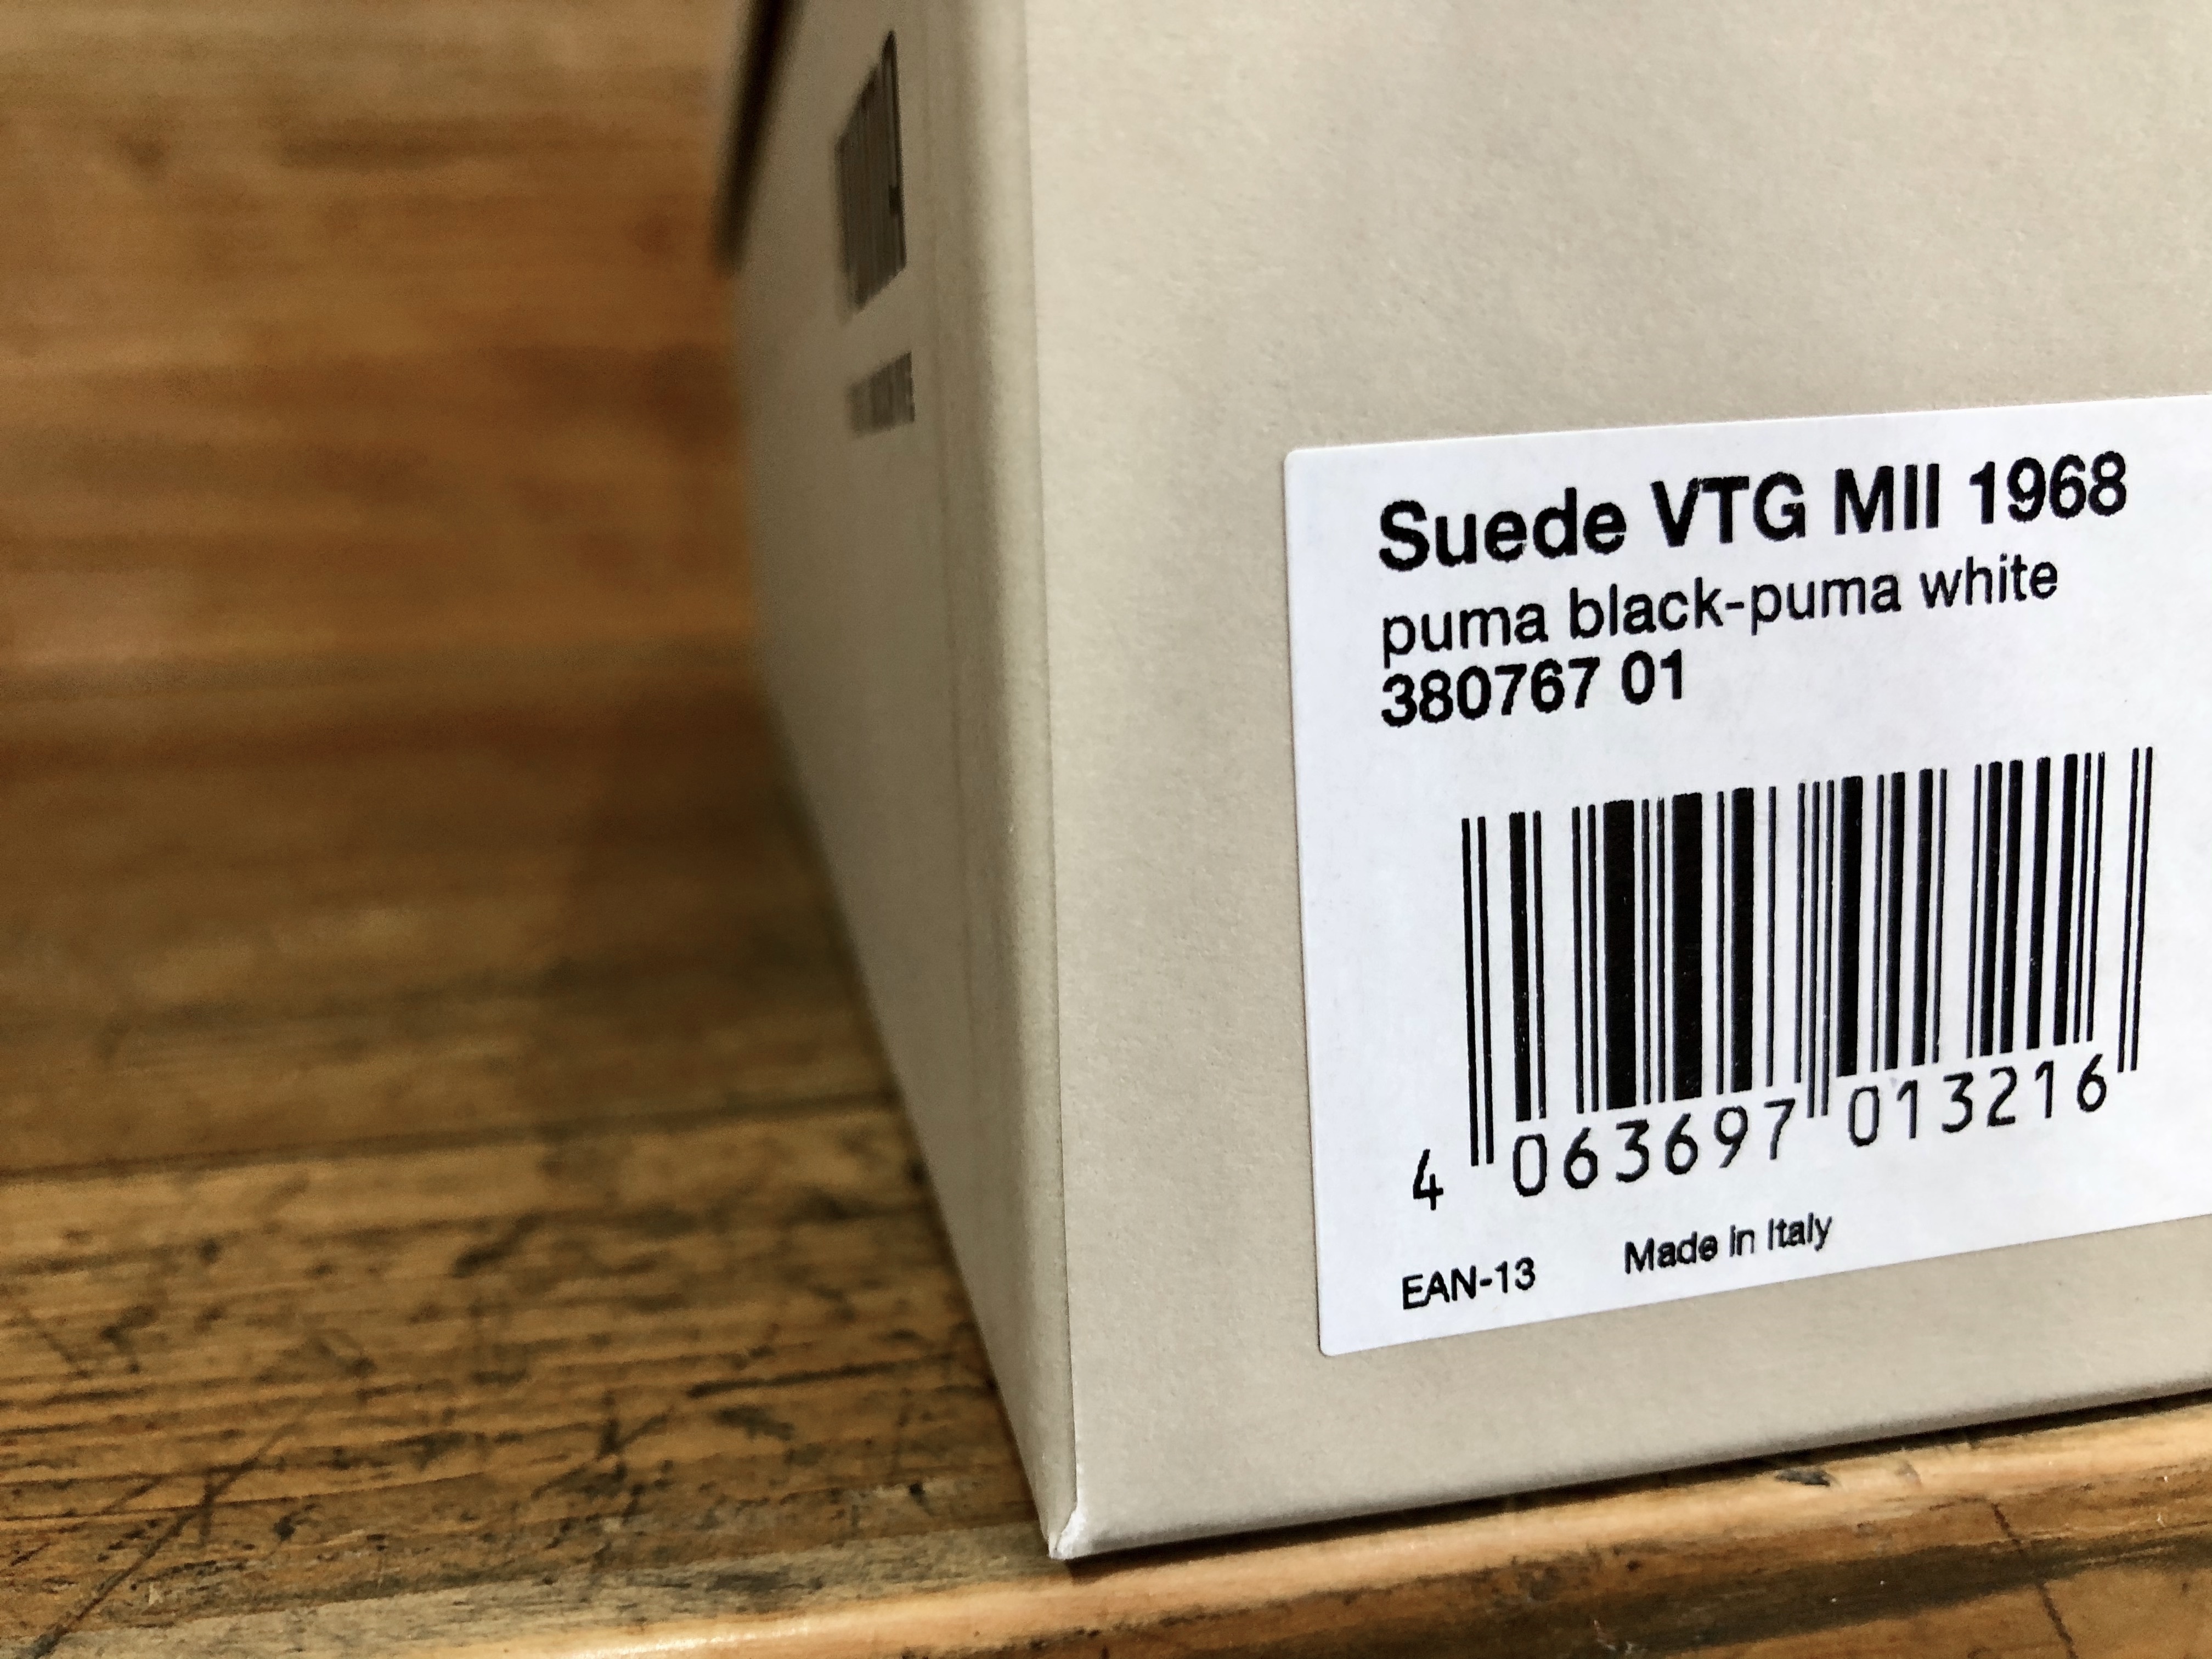 Suede VTG MII 1968
puma black-puma white
380767 01
4 063697 013216
EAN-13 Made in Italy